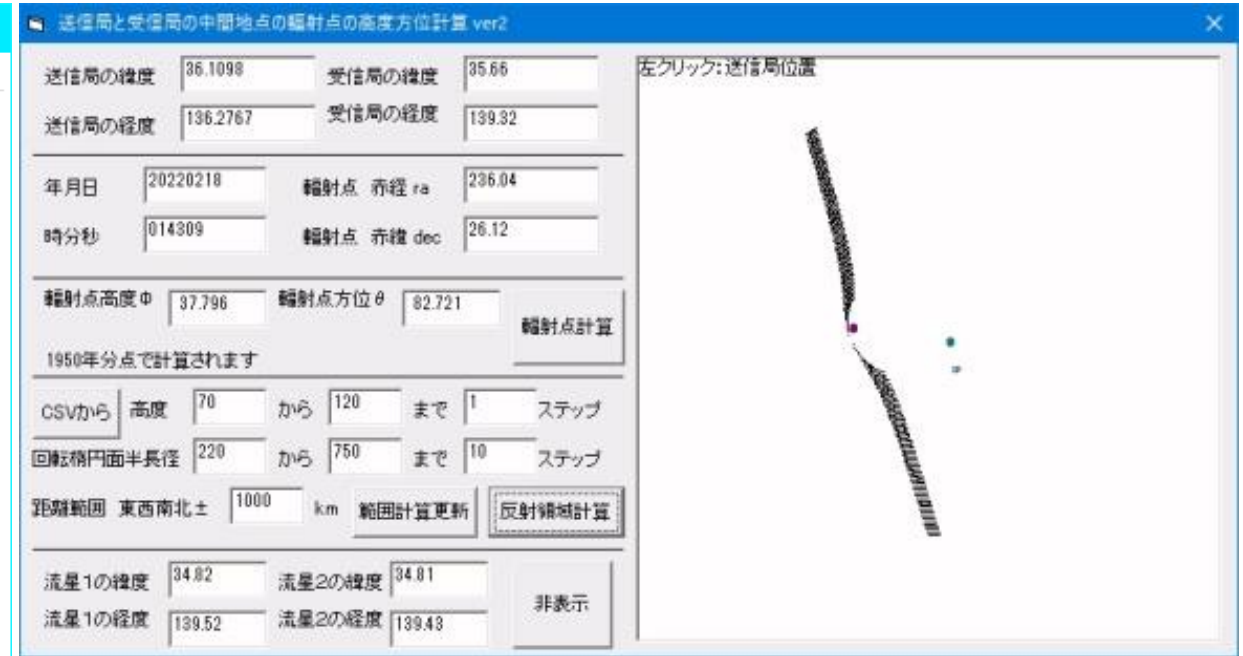 送信局と受信局の中間地点の輻射点の高度方位計算 ver2
送信局の緯度 36.1098 受信局の緯度 35.66
送信局の経度 136.2767 受信局の経度 139.32
年月日 20220218 輻射点 赤経 ra 236.04
時分秒 014309 輻射点 赤緯 dec 26.12
輻射点高度Φ 37.796 輻射点方位θ 82.721 輻射点計算
1950年分点で計算されます
CSVから 高度 70 から 120 まで 1 ステップ
回転楕円面半長径 220 から 750 まで 10 ステップ
距離範囲 東西南北± 1000 km 範囲計算更新 反射領域計算
流星1の緯度 34.82 流星2の緯度 34.81
流星1の経度 139.52 流星2の経度 139.43 非表示
左クリック:送信局位置